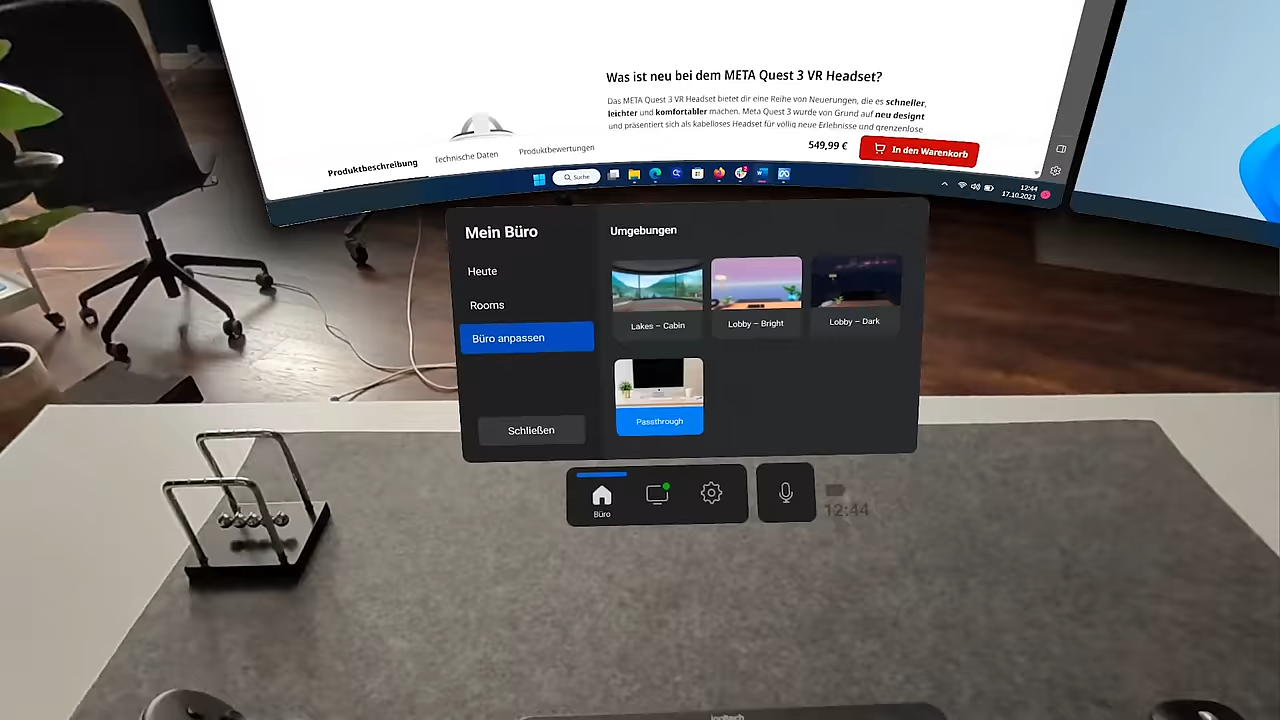 Was ist neu bei dem META Quest 3 VR Headset?
Das META Quest 3 VR Headset bietet dir eine Reihe von Neuerungen, die es schneller,
leichter und komfortabler machen. Meta Quest 3 wurde von Grund auf neu designt
und präsentiert sich als kabelloses Headset für völlig neue Erlebnisse und grenzenlose
Produktbeschreibung
Technische Daten
Produktbewertungen
549,99 €
In den Warenkorb
Suche
12:44
17.10.2023
Mein Büro
Heute
Rooms
Büro anpassen
Schließen
Umgebungen
Lakes – Cabin
Lobby – Bright
Lobby – Dark
Passthrough
Büro
12:44
logitech